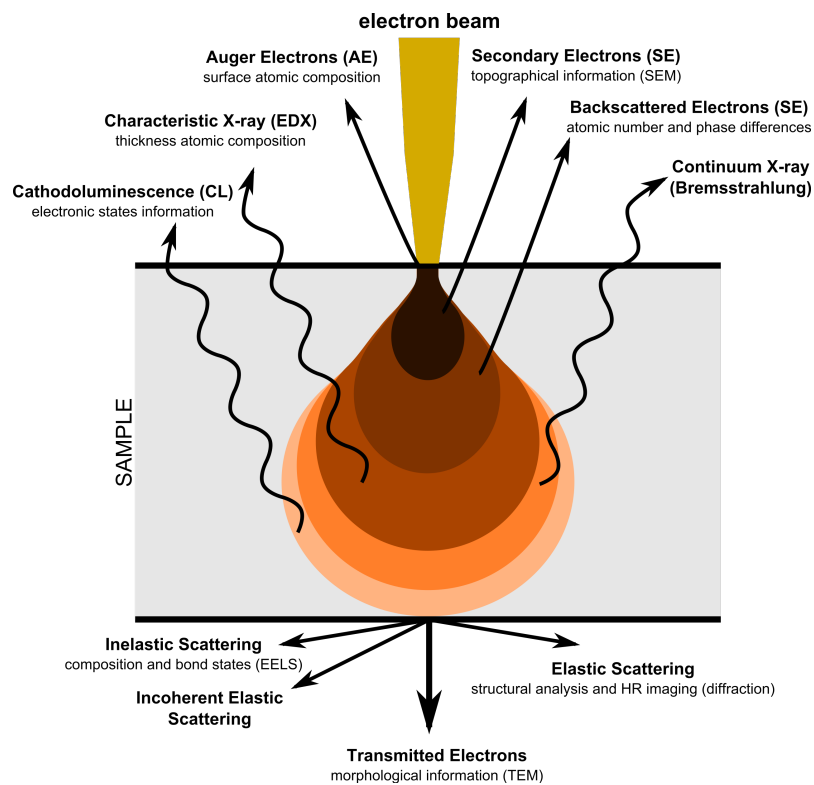 electron beam
Auger Electrons (AE)
surface atomic composition
Secondary Electrons (SE)
topographical information (SEM)
Characteristic X-ray (EDX)
thickness atomic composition
Backscattered Electrons (SE)
atomic number and phase differences
Cathodoluminescence (CL)
electronic states information
Continuum X-ray
(Bremsstrahlung)
SAMPLE
Inelastic Scattering
composition and bond states (EELS)
Incoherent Elastic
Scattering
Elastic Scattering
structural analysis and HR imaging (diffraction)
Transmitted Electrons
morphological information (TEM)